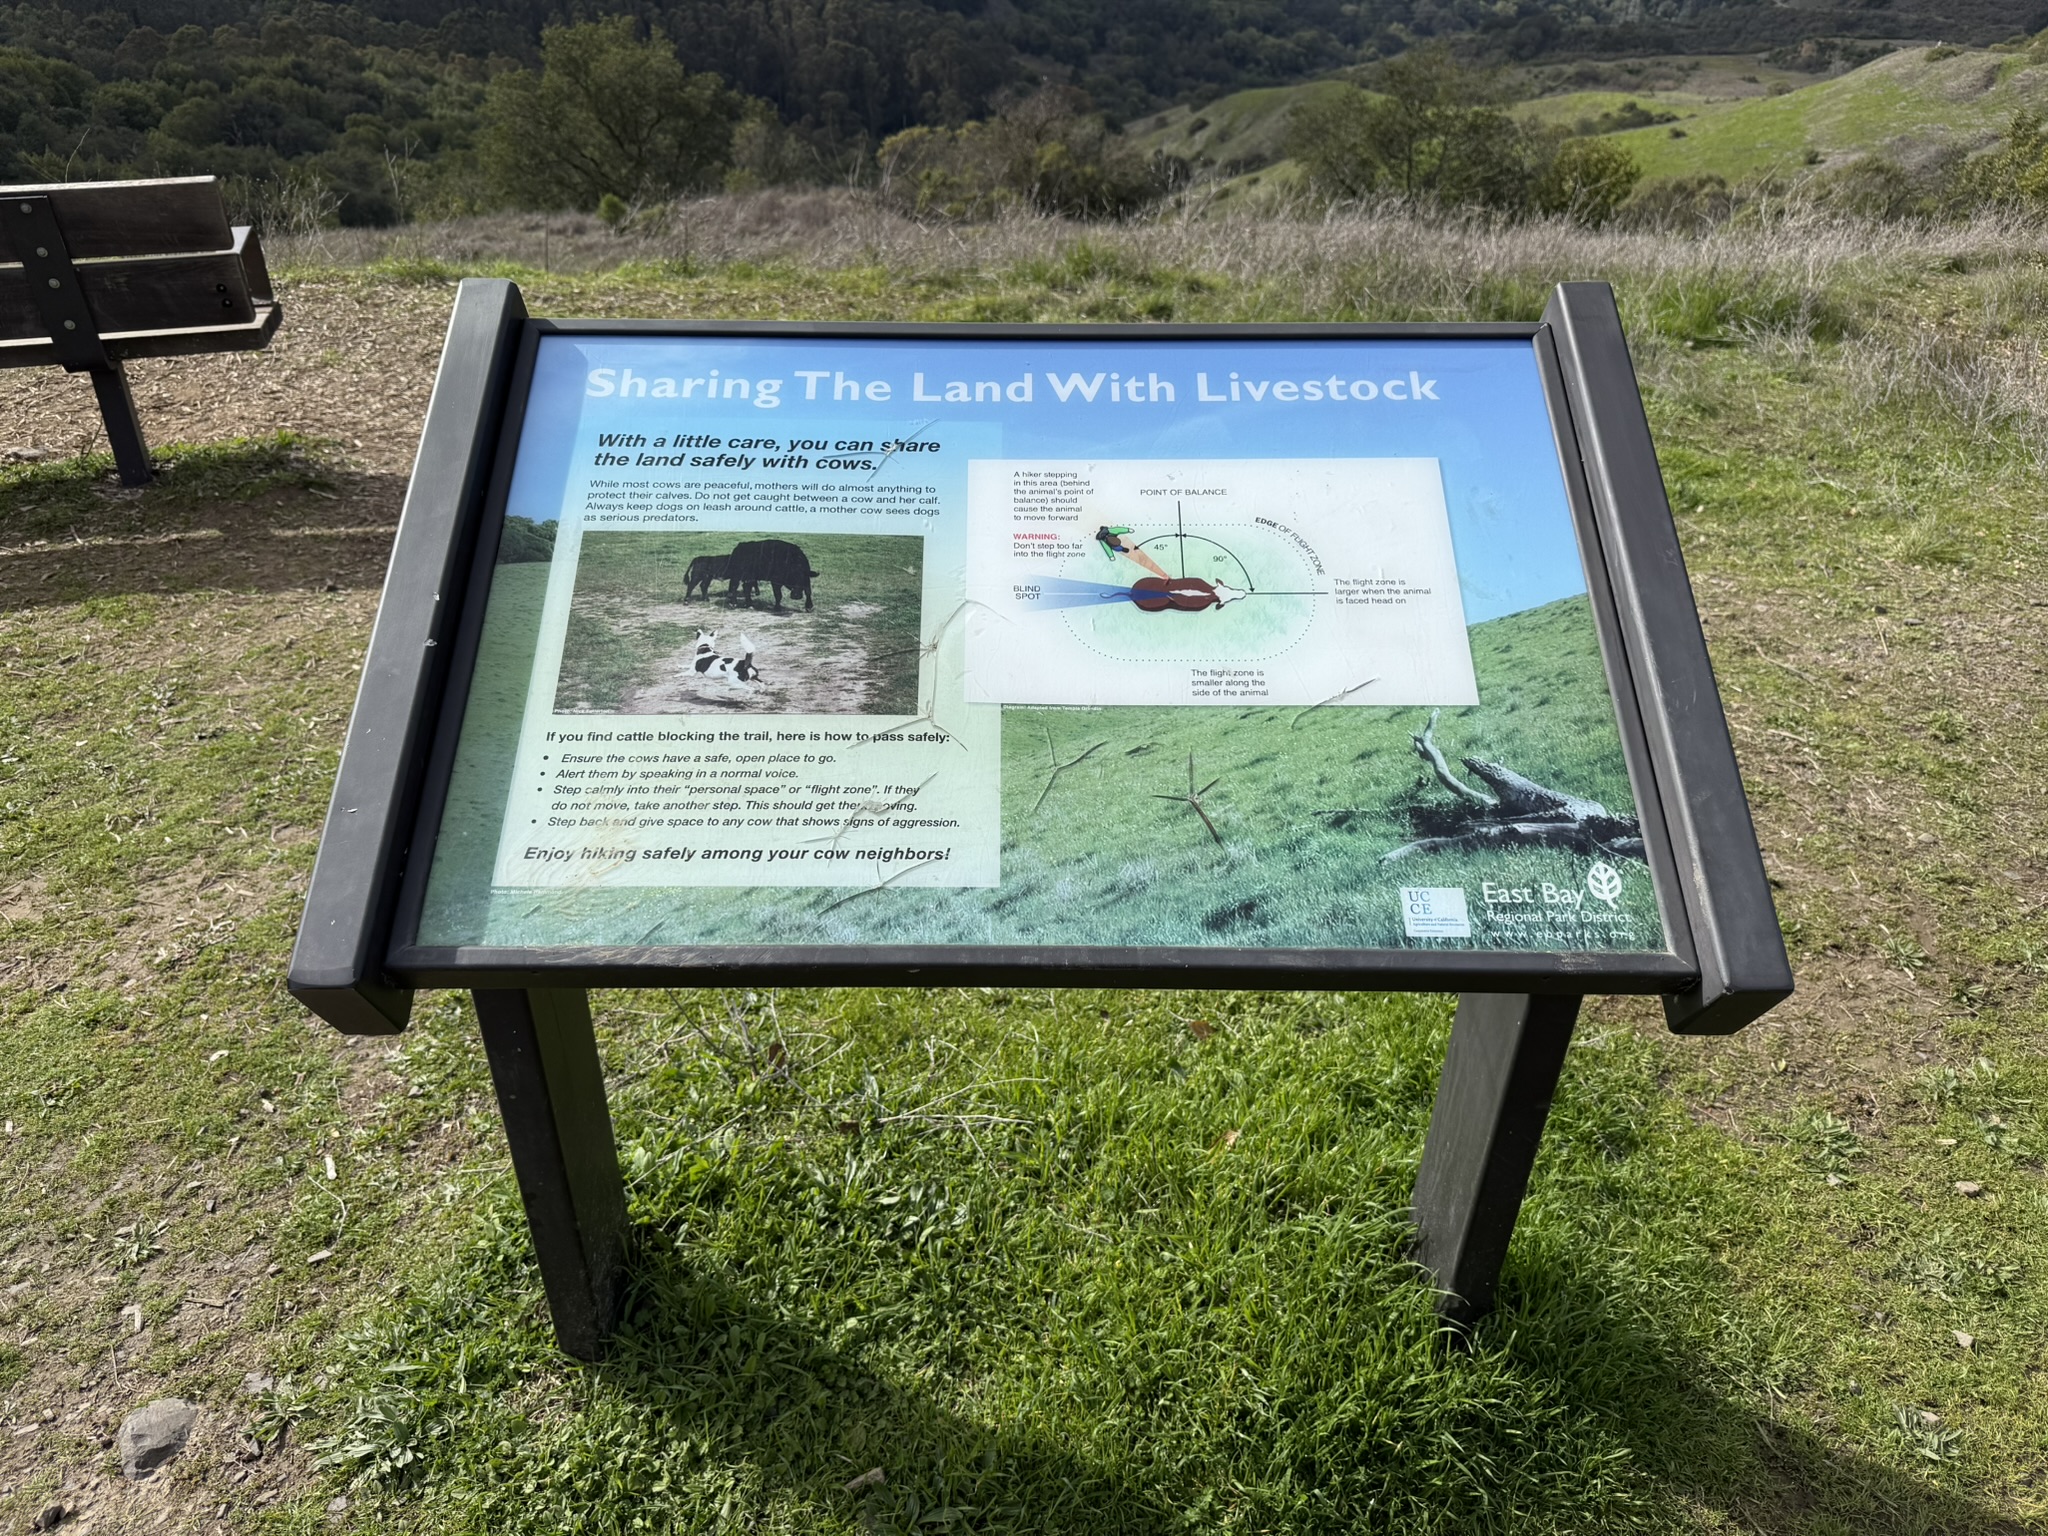 Sharing The Land With Livestock
With a little care, you can share
the land safely with cows.
While most cows are peaceful, mothers will do almost anything to
protect their calves. Do not get caught between a cow and her calf.
Always keep dogs on leash around cattle, a mother cow sees dogs
as serious predators.
If you find cattle blocking the trail, here is how to pass safely:
• Ensure the cows have a safe, open place to go.
• Alert them by speaking in a normal voice.
• Step calmly into their “personal space” or “flight zone”. If they
do not move, take another step. This should get them moving.
• Step back and give space to any cow that shows signs of aggression.
Enjoy hiking safely among your cow neighbors!
A hiker stepping
in this area (behind
the animal's point of
balance) should
cause the animal
to move forward
WARNING:
Don't step too far
into the flight zone
BLIND
SPOT
POINT OF BALANCE
EDGE OF FLIGHT ZONE
45°
90°
The flight zone is
larger when the animal
is faced head on
The flight zone is
smaller along the
side of the animal
Diagram: Adapted from Temple Grandin
UC
CE
University of California
East Bay
Regional Park District
www.ebparks.org